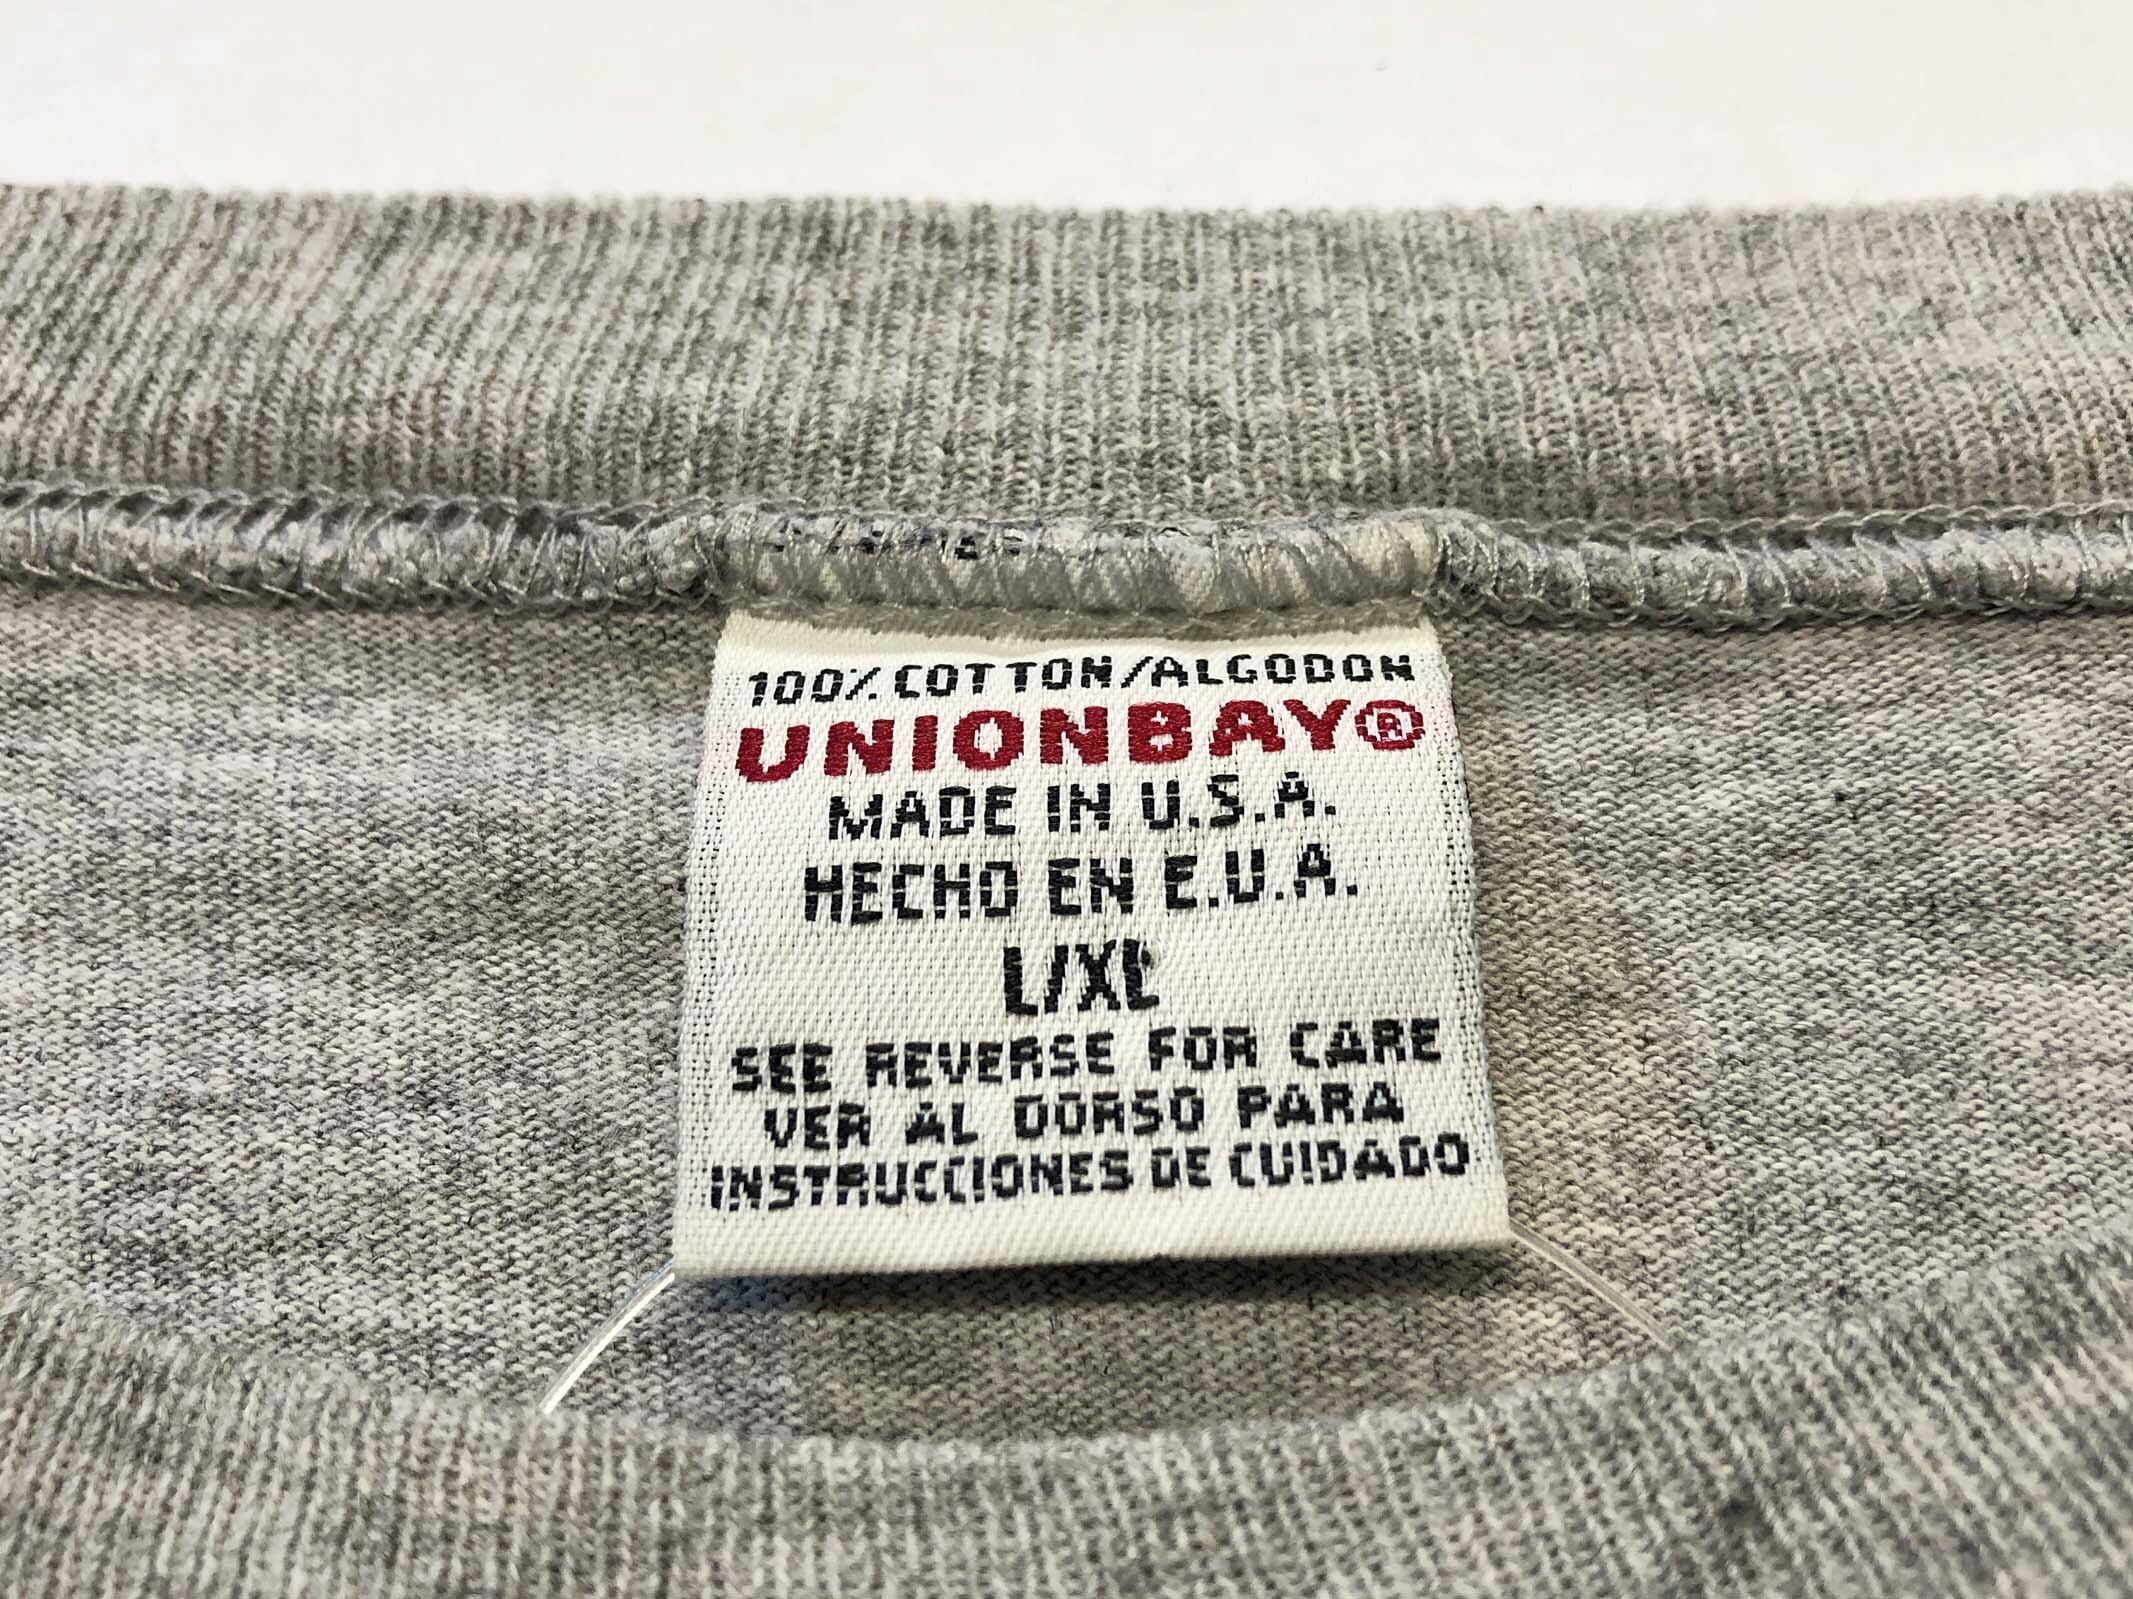 100% COTTON/ALGODON
UNIONBAY®
MADE IN U.S.A.
HECHO EN E.U.A.
L/XL
SEE REVERSE FOR CARE
VER AL DORSO PARA
INSTRUCCIONES DE CUIDADO